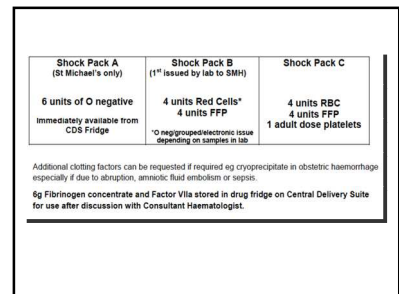 Shock Pack A
(St Michael's only)
6 units of O negative
Immediately available from
CDS Fridge
Shock Pack B
(1st issued by lab to SMH)
4 units Red Cells*
4 units FFP
*O neg/grouped/electronic issue
depending on samples in lab
Shock Pack C
4 units RBC
4 units FFP
1 adult dose platelets
Additional clotting factors can be requested if required eg cryoprecipitate in obstetric haemorrhage
especially if due to abruption, amniotic fluid embolism or sepsis.
6g Fibrinogen concentrate and Factor VIIa stored in drug fridge on Central Delivery Suite
for use after discussion with Consultant Haematologist.